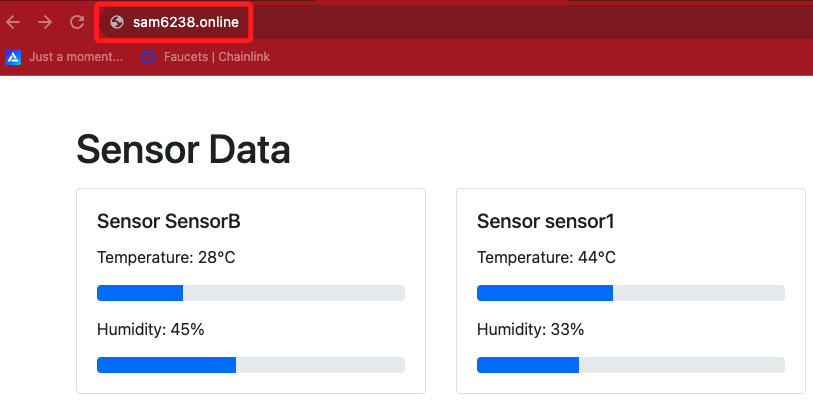 sam6238.online
Just a moment... Faucets | Chainlink
Sensor Data
Sensor SensorB
Temperature: 28°C
Humidity: 45%
Sensor sensor1
Temperature: 44°C
Humidity: 33%